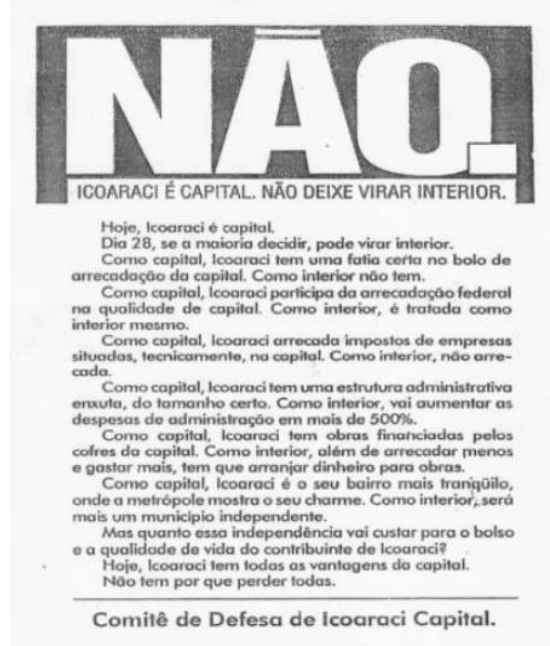 NÃO.
ICOARACI É CAPITAL. NÃO DEIXE VIRAR INTERIOR.
Hoje, Icoaraci é capital.
Dia 28, se a maioria decidir, pode virar interior.
Como capital, Icoaraci tem uma fatia certa no bolo de
arrecadação da capital. Como interior não tem.
Como capital, Icoaraci participa da arrecadação federal
na qualidade de capital. Como interior, é tratada como
interior mesmo.
Como capital, Icoaraci arrecada impostos de empresas
situadas, tecnicamente, na capital. Como interior, não arre-
cada.
Como capital, Icoaraci tem uma estrutura administrativa
enxuta, do tamanho certo. Como interior, vai aumentar as
despesas de administração em mais de 500%.
Como capital, Icoaraci tem obras financiadas pelos
cofres da capital. Como interior, além de arrecadar menos
e gastar mais, tem que arranjar dinheiro para obras.
Como capital, Icoaraci é o seu bairro mais tranqüilo,
onde a metrópole mostra o seu charme. Como interior, será
mais um município independente.
Mas quanto essa independência vai custar para o bolso
e a qualidade de vida do contribuinte de Icoaraci?
Hoje, Icoaraci tem todas as vantagens da capital.
Não tem por que perder todas.
Comitê de Defesa de Icoaraci Capital.